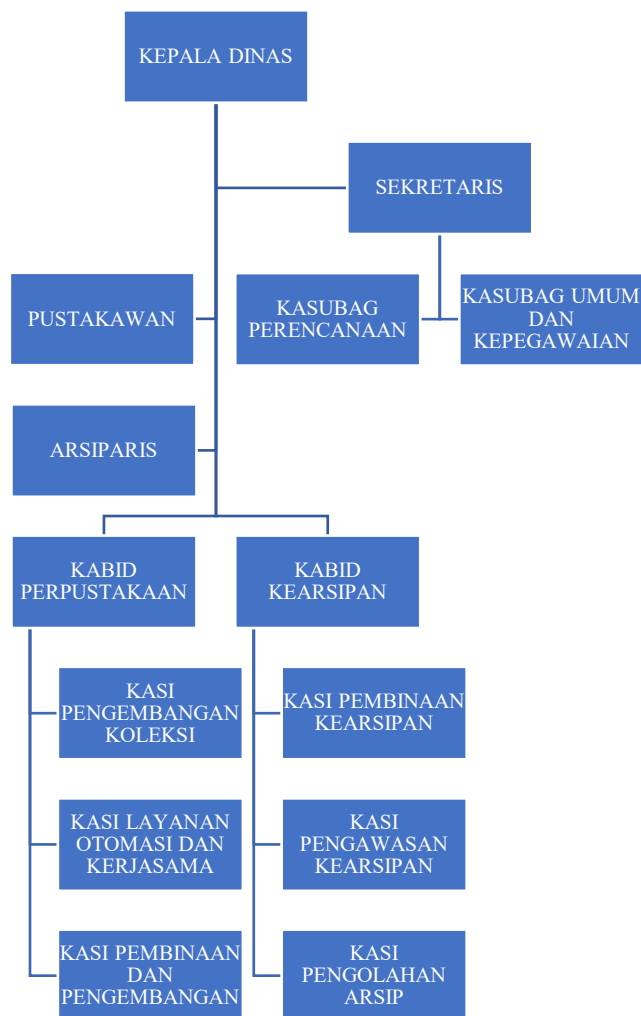 KEPALA DINAS
SEKRETARIS
PUSTAKAWAN
KASUBAG
PERENCANAAN
KASUBAG UMUM
DAN
KEPEGAWAIAN
ARSIPARIS
KABID
PERPUSTAKAAN
KABID
KEARSIPAN
KASI
PENGEMBANGAN
KOLEKSI
KASI PEMBINAAN
KEARSIPAN
KASI LAYANAN
OTOMASI DAN
KERJASAMA
KASI
PENGAWASAN
KEARSIPAN
KASI PEMBINAAN
DAN
PENGEMBANGAN
KASI
PENGOLAHAN
ARSIP